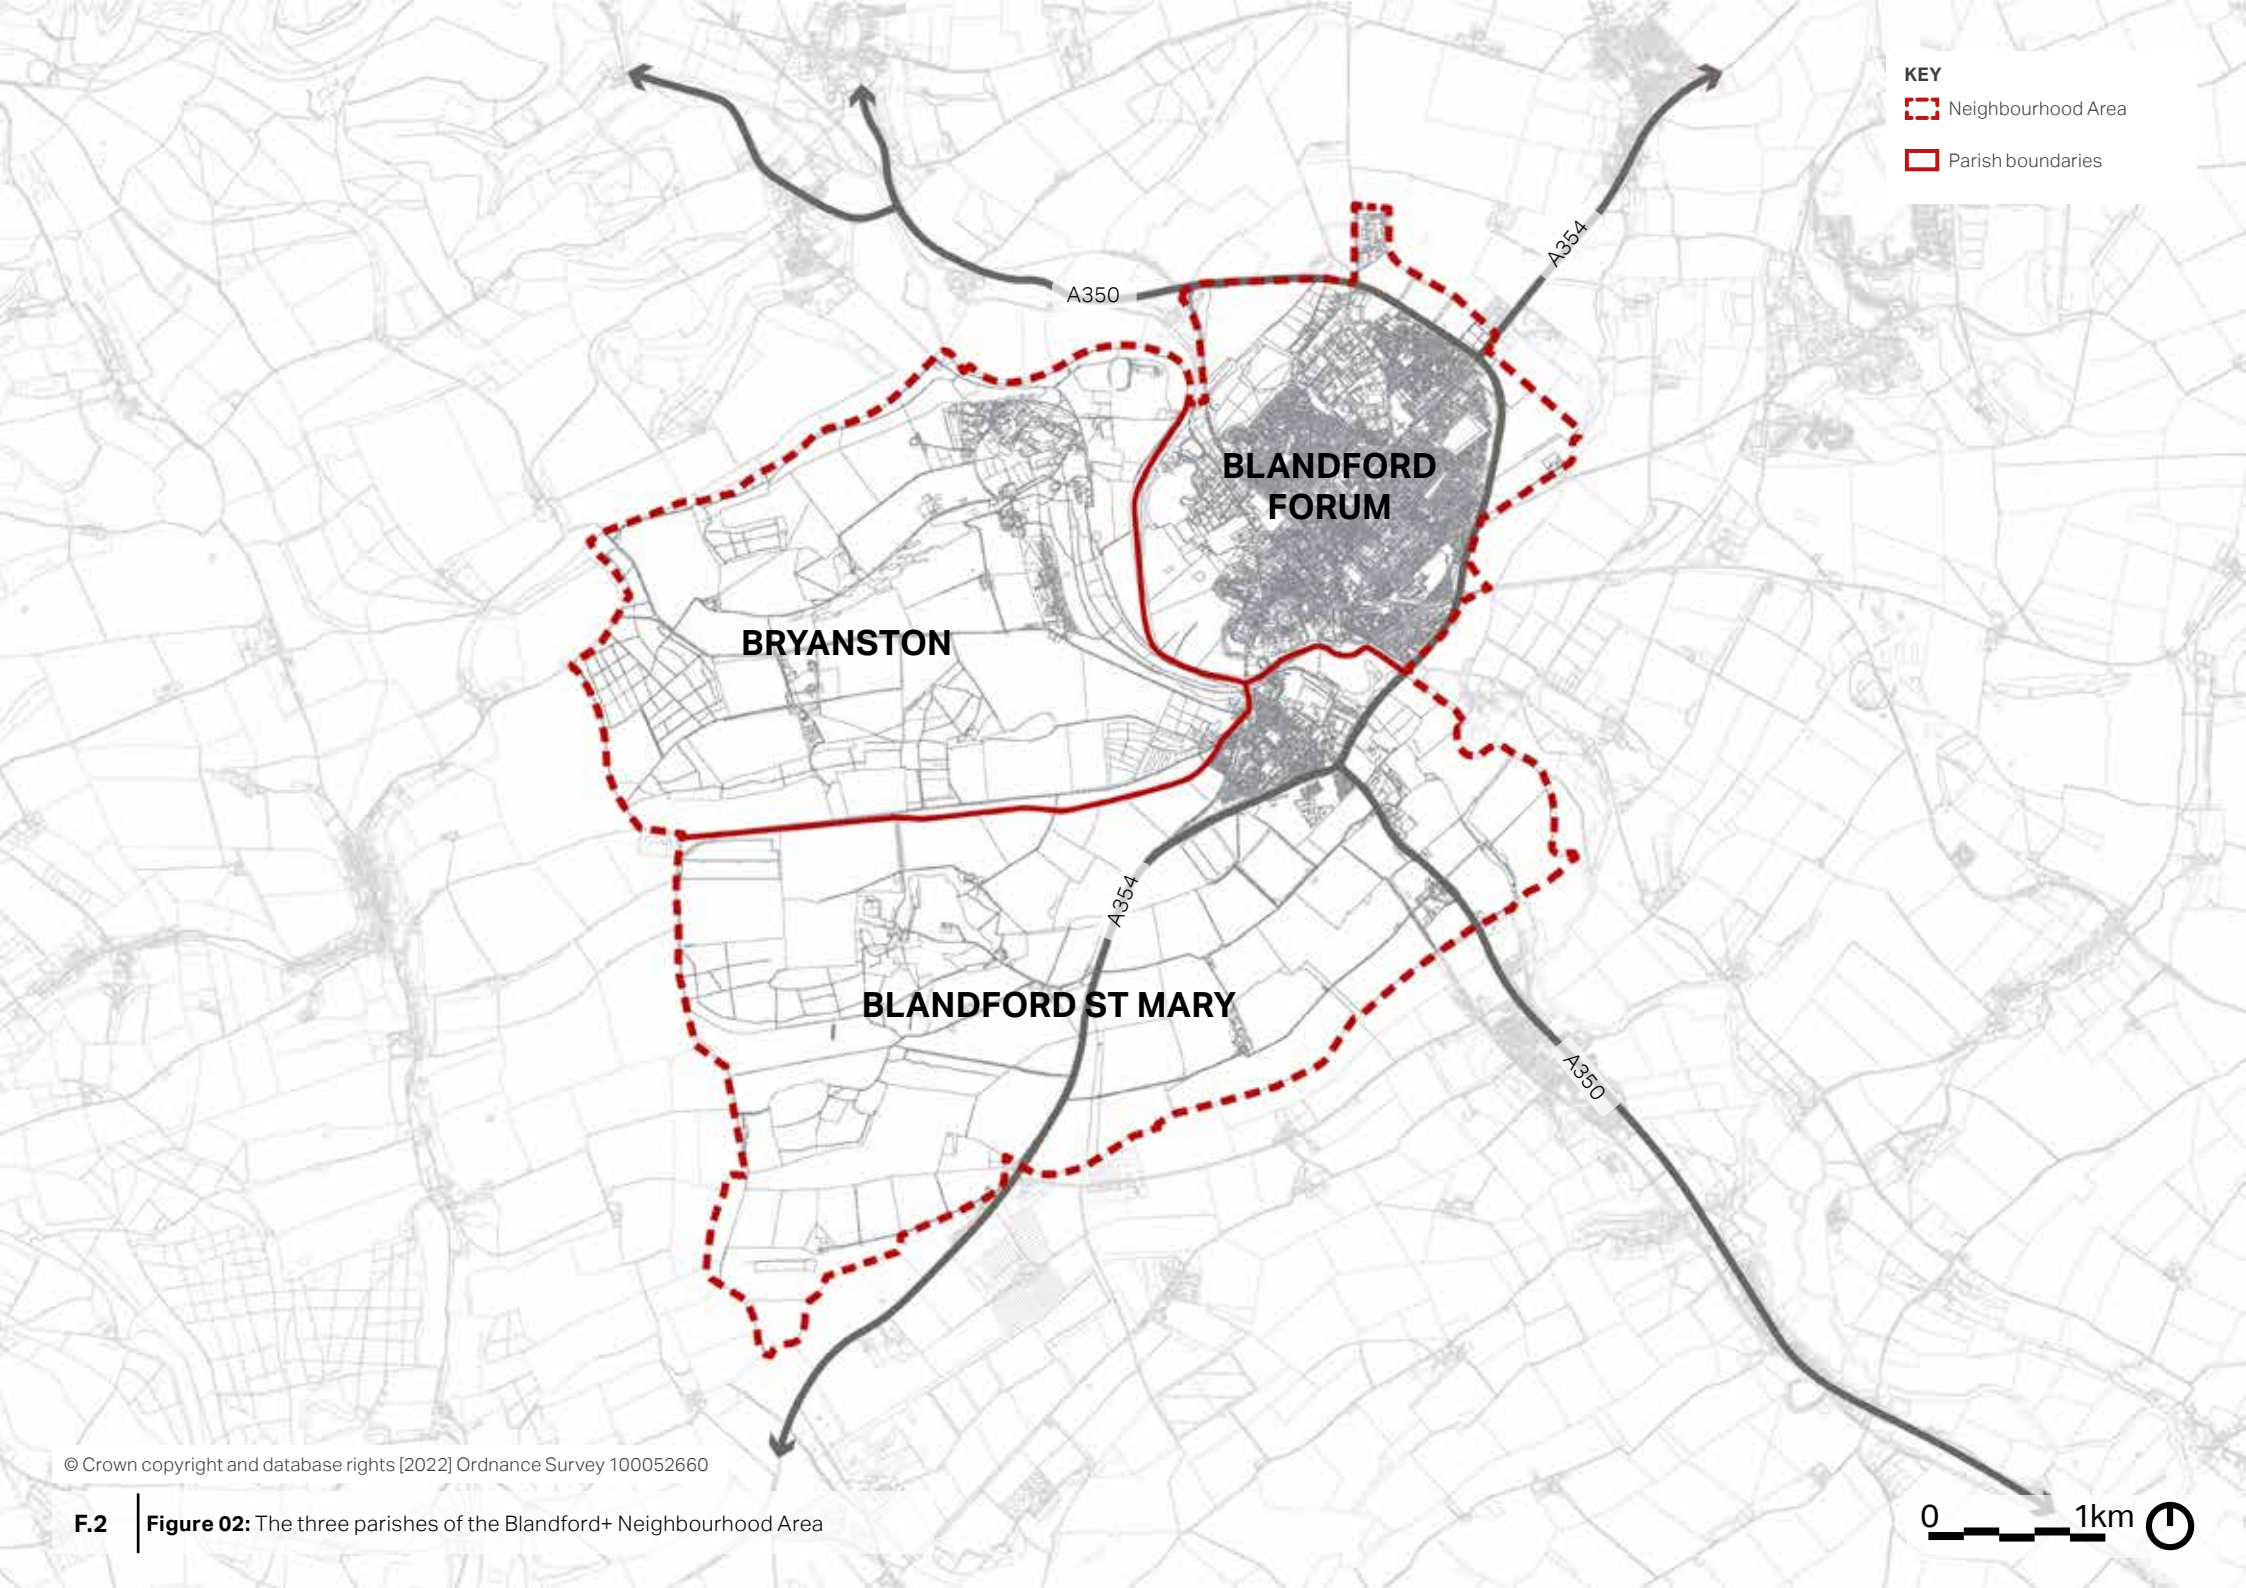 KEY
Neighbourhood Area
Parish boundaries
A354
A350
BLANDFORD
FORUM
BRYANSTON
A354
BLANDFORD ST MARY
A350
© Crown copyright and database rights [2022] Ordnance Survey 100052660
F.2 Figure 02: The three parishes of the Blandford+ Neighbourhood Area
0 1km